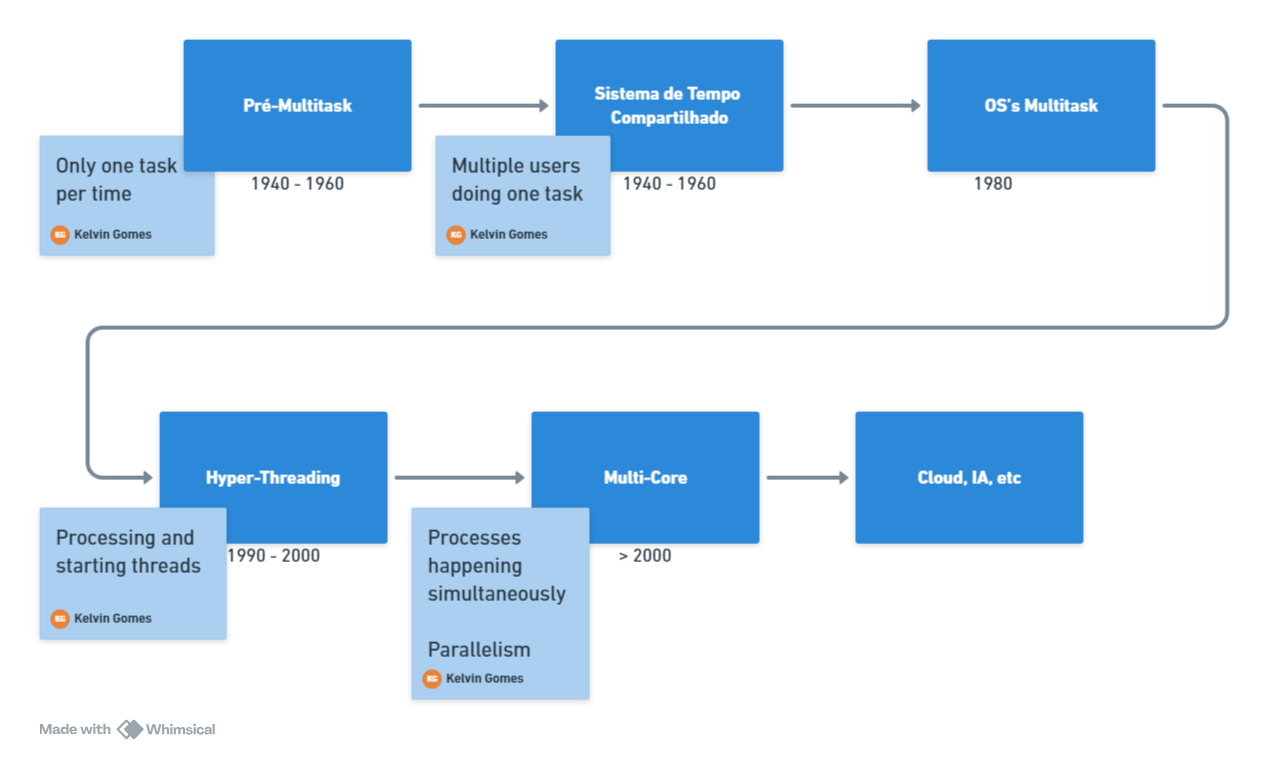 Pré-Multitask
Sistema de Tempo
Compartilhado
OS's Multitask
Only one task
per time
KG Kelvin Gomes
1940 - 1960
Multiple users
doing one task
KG Kelvin Gomes
1940 - 1960
1980
Hyper-Threading
Multi-Core
Cloud, IA, etc
Processing and
starting threads
KG Kelvin Gomes
1990 - 2000
Processes
happening
simultaneously
Parallelism
KG Kelvin Gomes
> 2000
Made with Whimsical